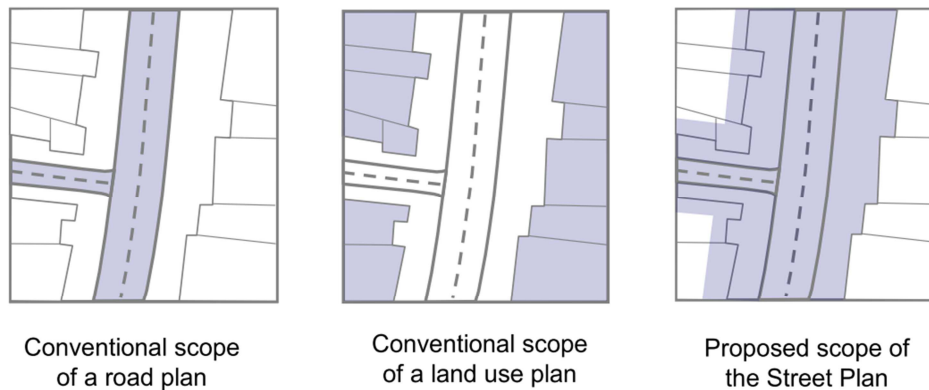 Conventional scope
of a road plan
Conventional scope
of a land use plan
Proposed scope of
the Street Plan